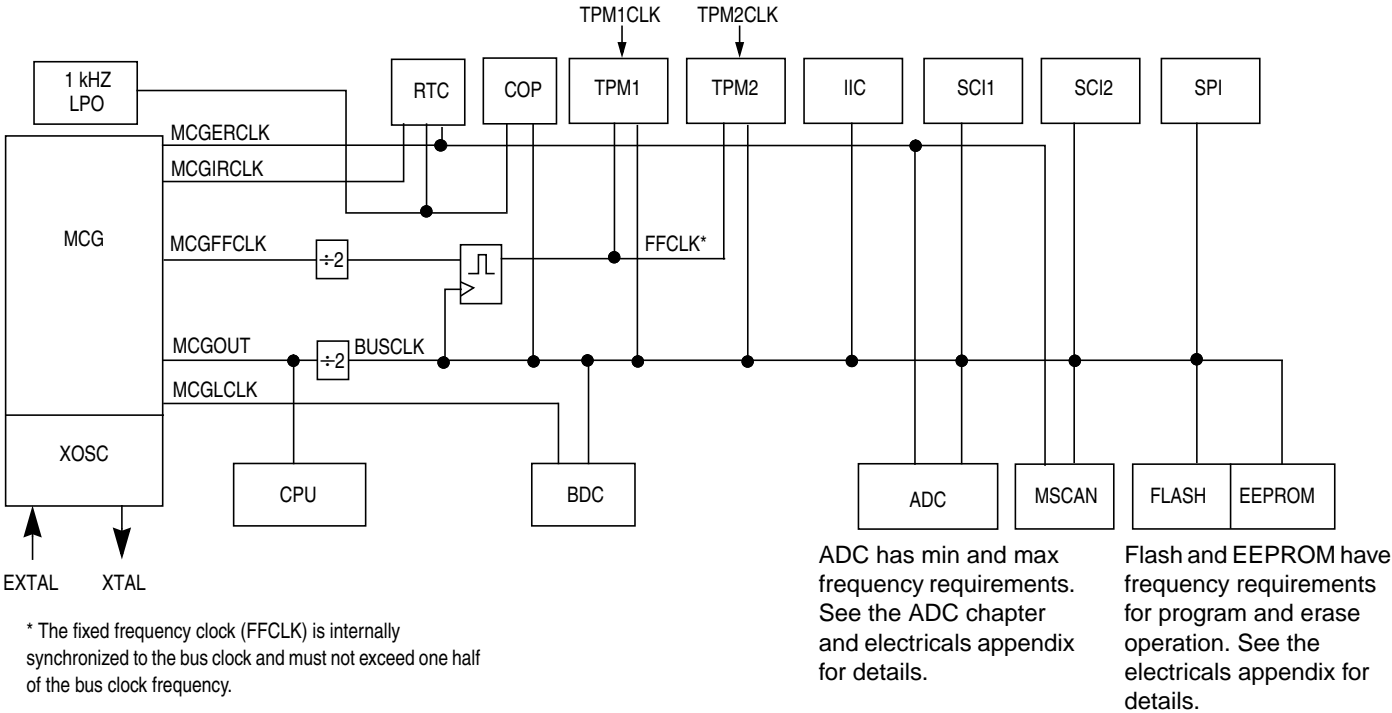 TPM1CLK TPM2CLK
1 kHZ
LPO
RTC
COP
TPM1
TPM2
IIC
SCI1
SCI2
SPI
MCGERCLK
MCGIRCLK
MCG
MCGFFCLK
÷2
FFCLK*
MCGOUT
÷2
BUSCLK
MCGLCLK
XOSC
CPU
BDC
ADC
MSCAN
FLASH
EEPROM
EXTAL
XTAL
ADC has min and max
frequency requirements.
See the ADC chapter
and electricals appendix
for details.
Flash and EEPROM have
frequency requirements
for program and erase
operation. See the
electricals appendix for
details.
* The fixed frequency clock (FFCLK) is internally
synchronized to the bus clock and must not exceed one half
of the bus clock frequency.